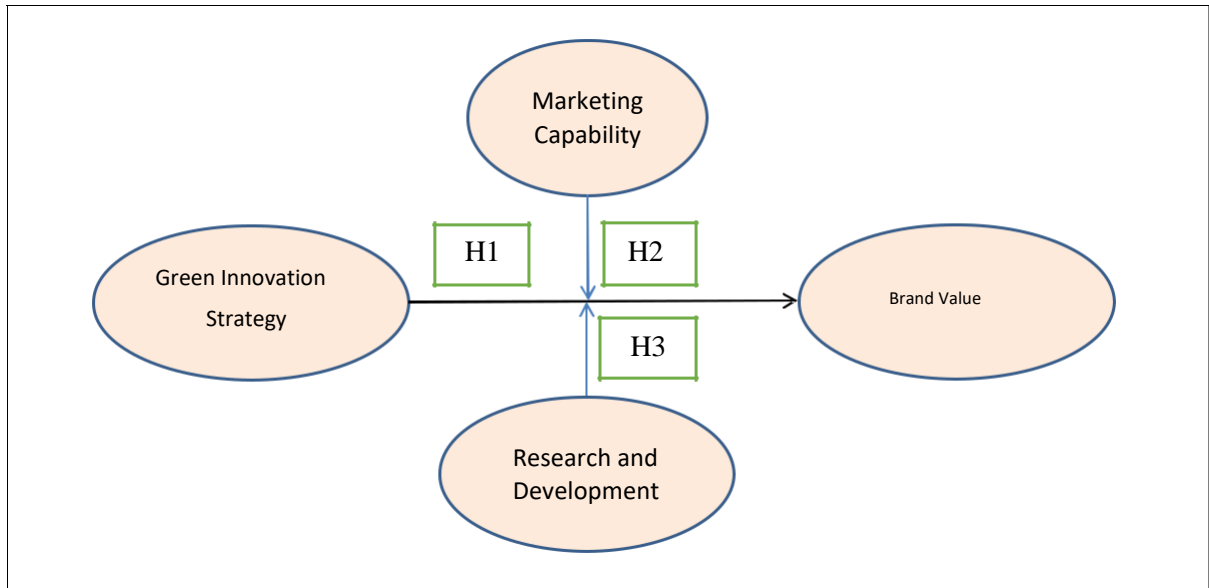 Marketing
Capability
H1
H2
Green Innovation
Strategy
Brand Value
H3
Research and
Development